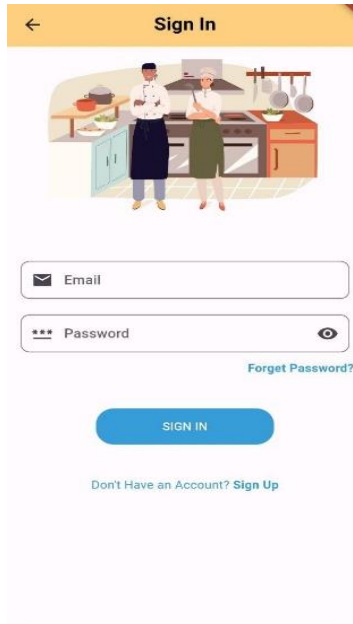 Sign In
Email
*** Password
Forget Password?
SIGN IN
Don't Have an Account? Sign Up